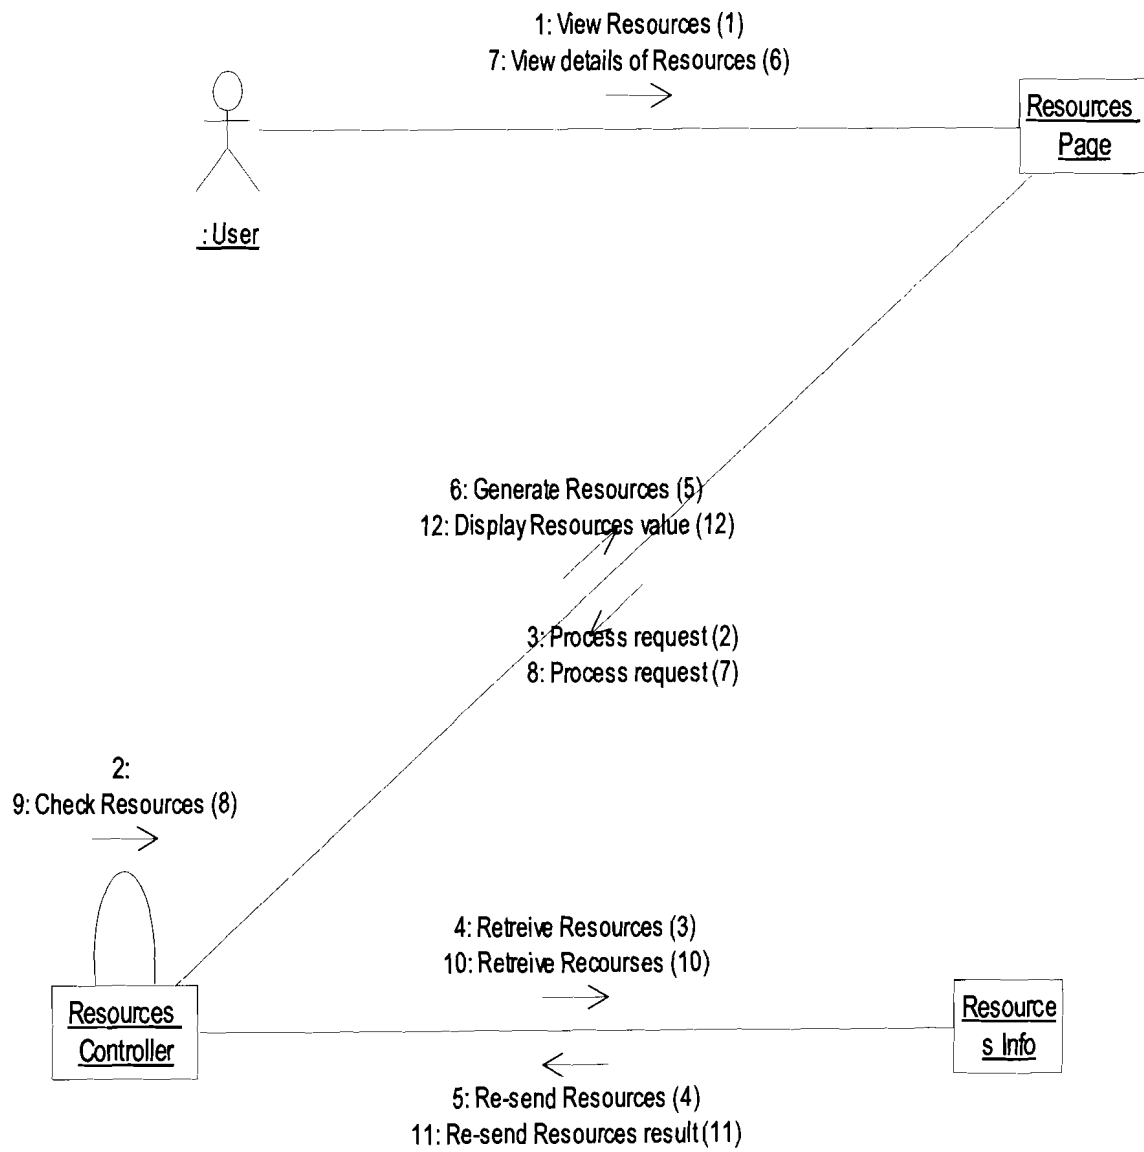 1: View Resources (1)
7: View details of Resources (6)
Resources
Page
: User
6: Generate Resources (5)
12: Display Resources value (12)
3: Process request (2)
8: Process request (7)
2:
9: Check Resources (8)
4: Retreive Resources (3)
10: Retreive Recourses (10)
Resources
Controller
Resource
s Info
5: Re-send Resources (4)
11: Re-send Resources result (11)